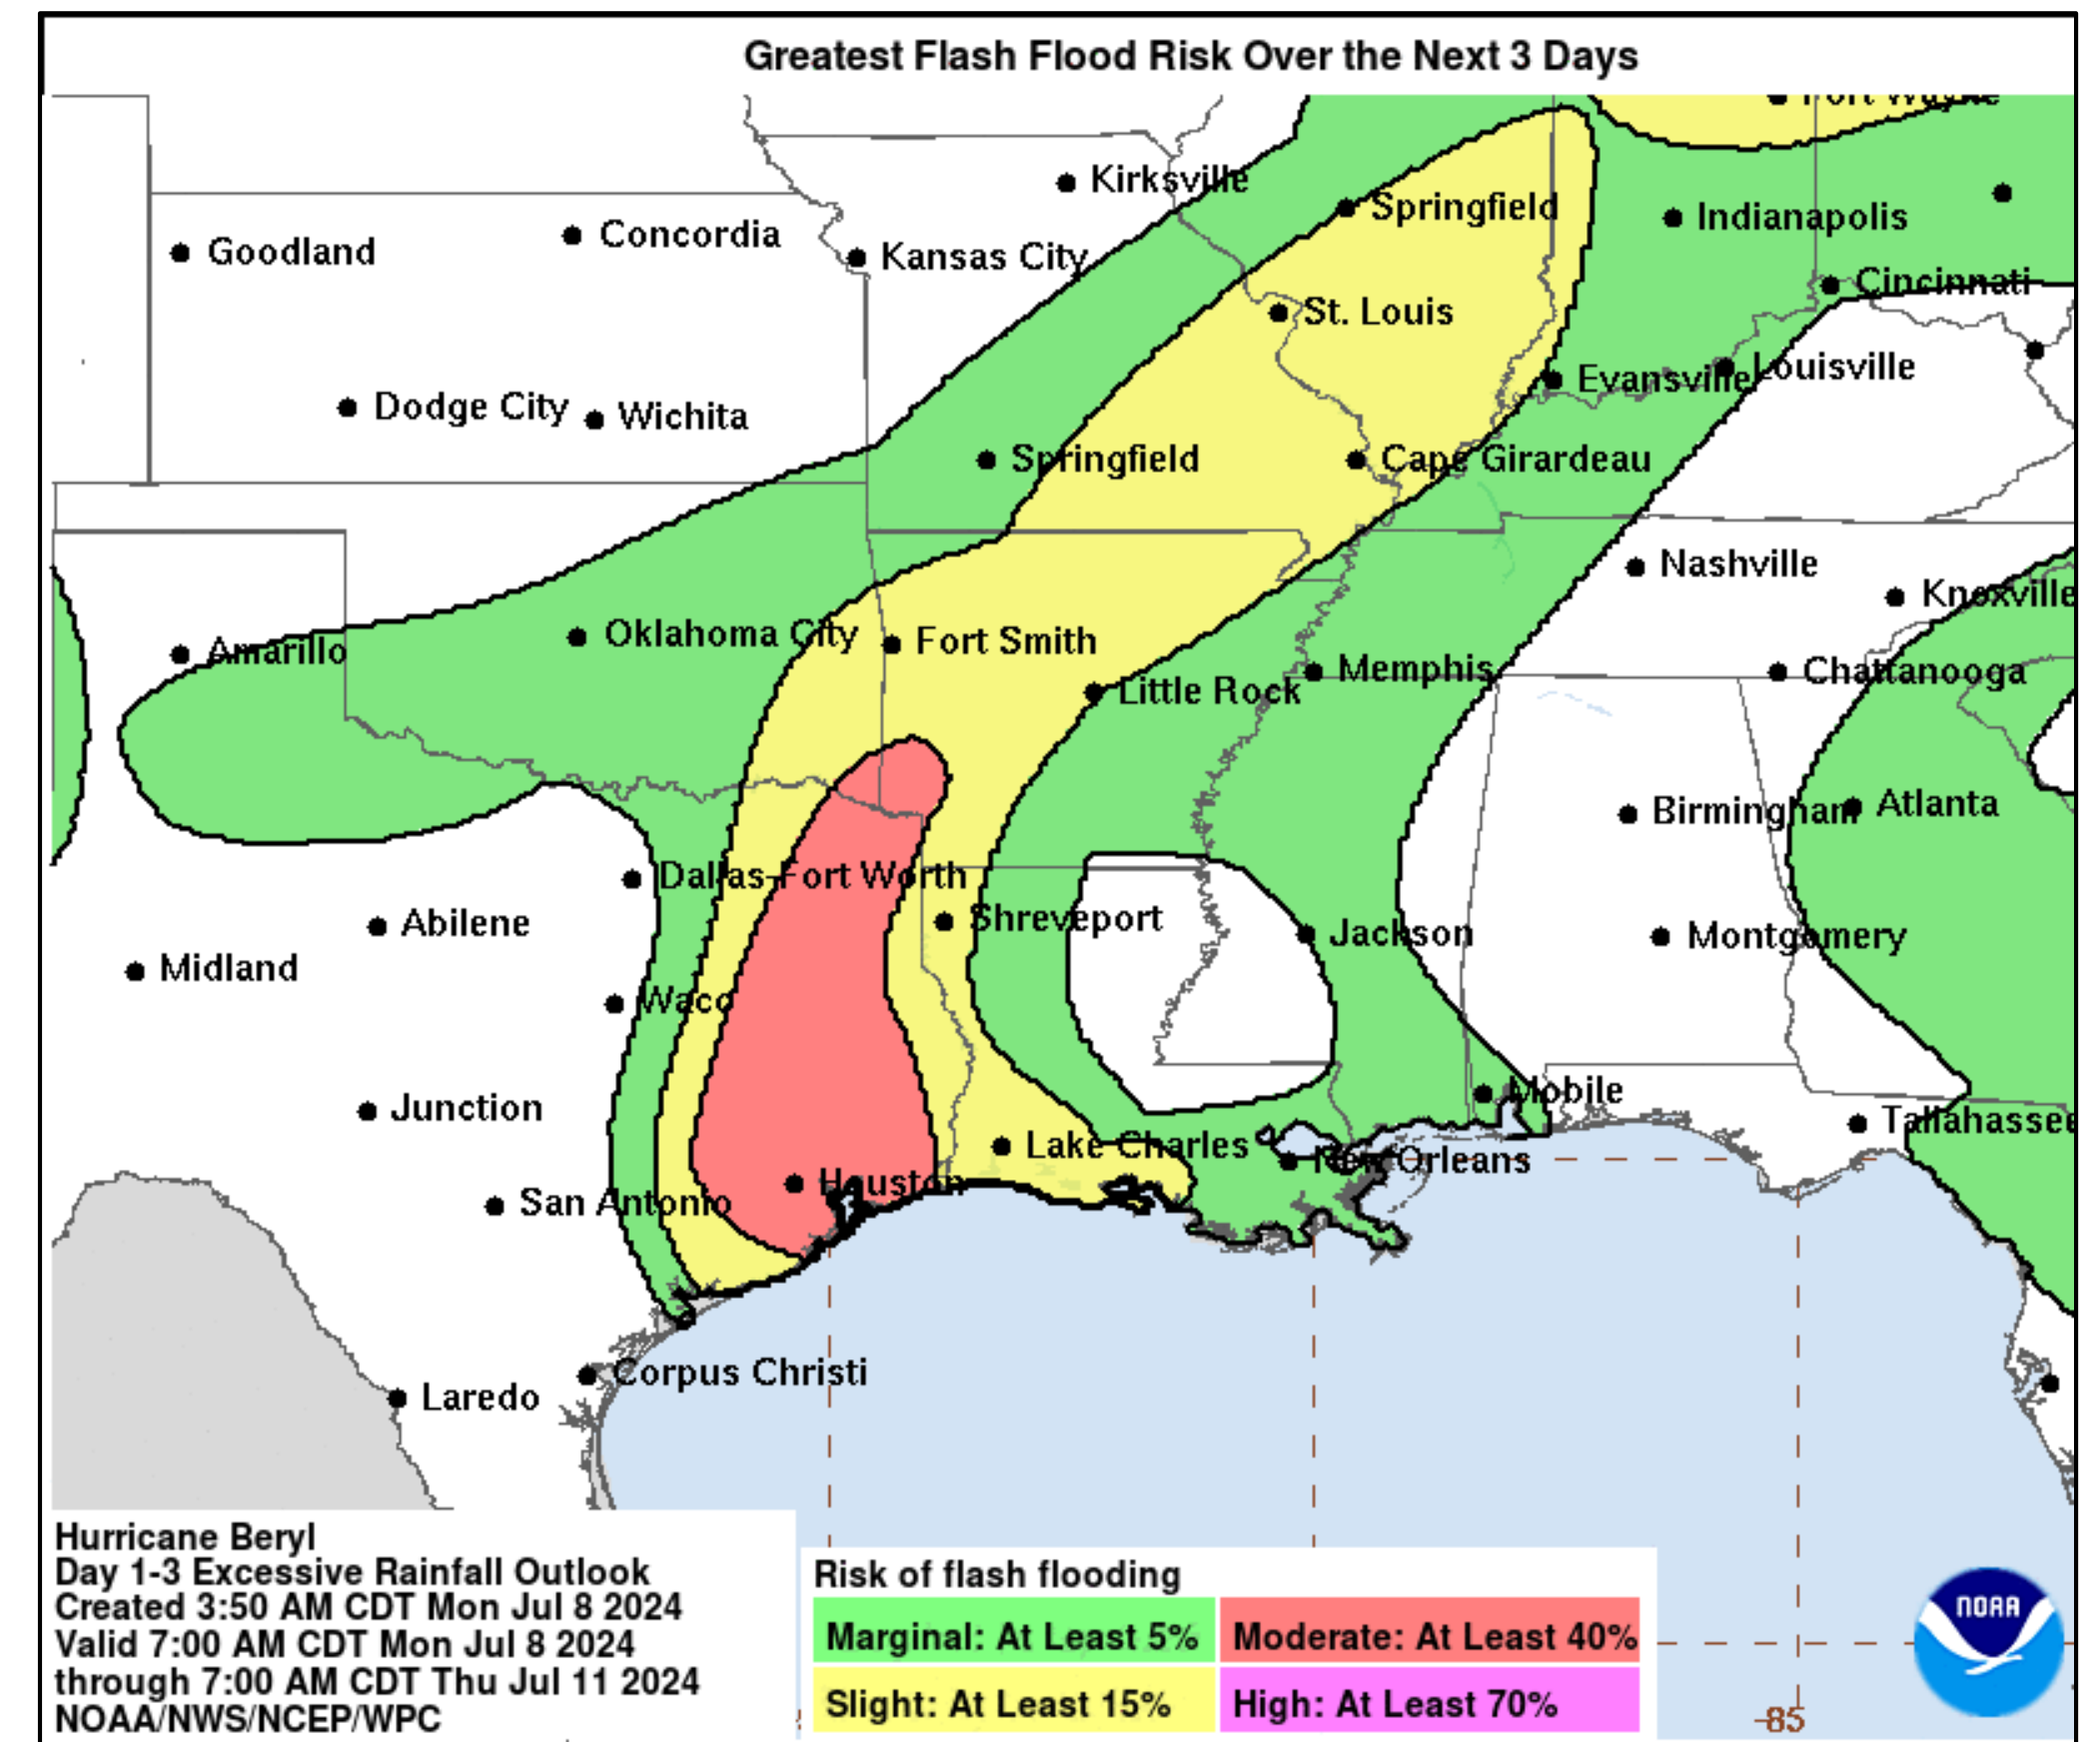 Greatest Flash Flood Risk Over the Next 3 Days
Fort Wayne
Kirksville
Springfield
Indianapolis
Goodland
Concordia
Kansas City
Cincinnati
St. Louis
Dodge City
Wichita
Evansville
Louisville
Springfield
Cape Girardeau
Nashville
Knoxville
Amarillo
Oklahoma City
Fort Smith
Little Rock
Memphis
Chattanooga
Birmingham
Atlanta
Dallas-Fort Worth
Abilene
Shreveport
Jackson
Montgomery
Midland
Waco
Junction
Mobile
Tallahassee
San Antonio
Houston
Lake Charles
New Orleans
Corpus Christi
Laredo
Hurricane Beryl
Day 1-3 Excessive Rainfall Outlook
Created 3:50 AM CDT Mon Jul 8 2024
Valid 7:00 AM CDT Mon Jul 8 2024
through 7:00 AM CDT Thu Jul 11 2024
NOAA/NWS/NCEP/WPC
Risk of flash flooding
Marginal: At Least 5%
Moderate: At Least 40%
Slight: At Least 15%
High: At Least 70%
NOAA
-85